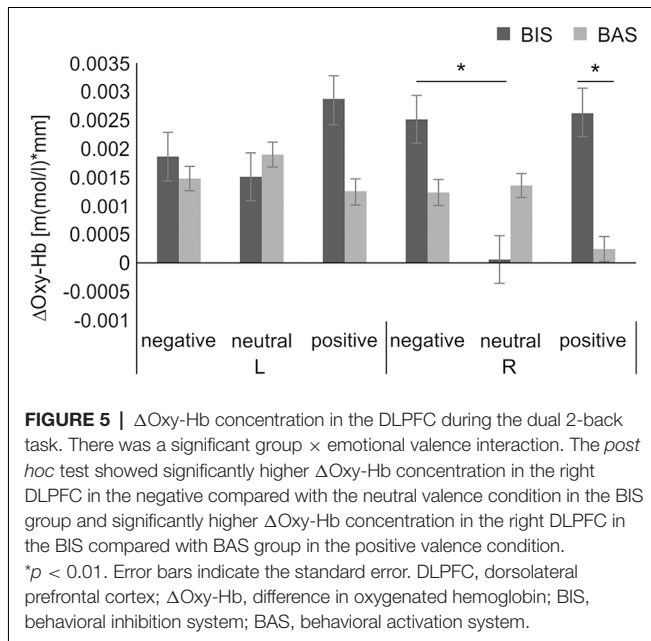 BIS BAS
0.0035
0.003
0.0025
0.002
0.0015
0.001
0.0005
0
-0.0005
-0.001
ΔOxy-Hb [m(mol/l)*mm]
* *
negative neutral positive negative neutral positive
L R
FIGURE 5 | ΔOxy-Hb concentration in the DLPFC during the dual 2-back
task. There was a significant group × emotional valence interaction. The post
hoc test showed significantly higher ΔOxy-Hb concentration in the right
DLPFC in the negative compared with the neutral valence condition in the BIS
group and significantly higher ΔOxy-Hb concentration in the right DLPFC in
the BIS compared with BAS group in the positive valence condition.
*p < 0.01. Error bars indicate the standard error. DLPFC, dorsolateral
prefrontal cortex; ΔOxy-Hb, difference in oxygenated hemoglobin; BIS,
behavioral inhibition system; BAS, behavioral activation system.